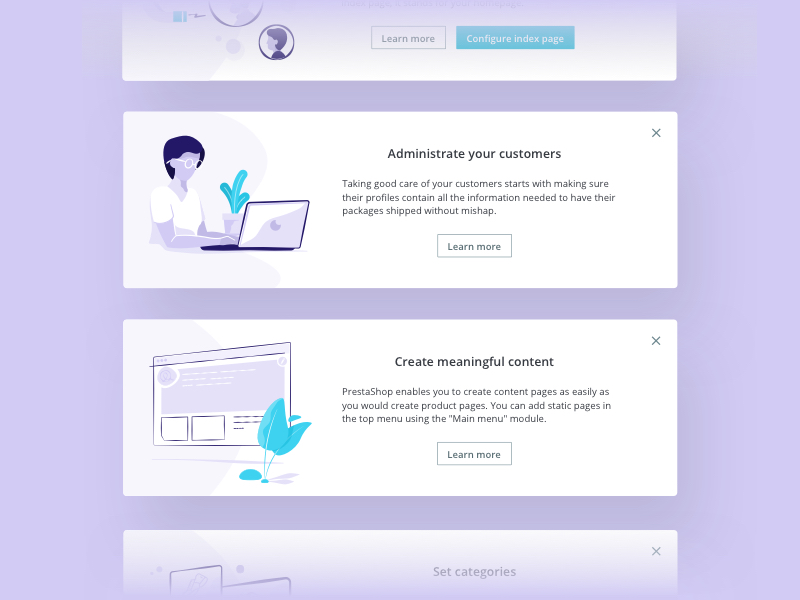 Learn more
Configure index page
Administrate your customers
Taking good care of your customers starts with making sure
their profiles contain all the information needed to have their
packages shipped without mishap.
Learn more
Create meaningful content
PrestaShop enables you to create content pages as easily as
you would create product pages. You can add static pages in
the top menu using the "Main menu" module.
Learn more
Set categories